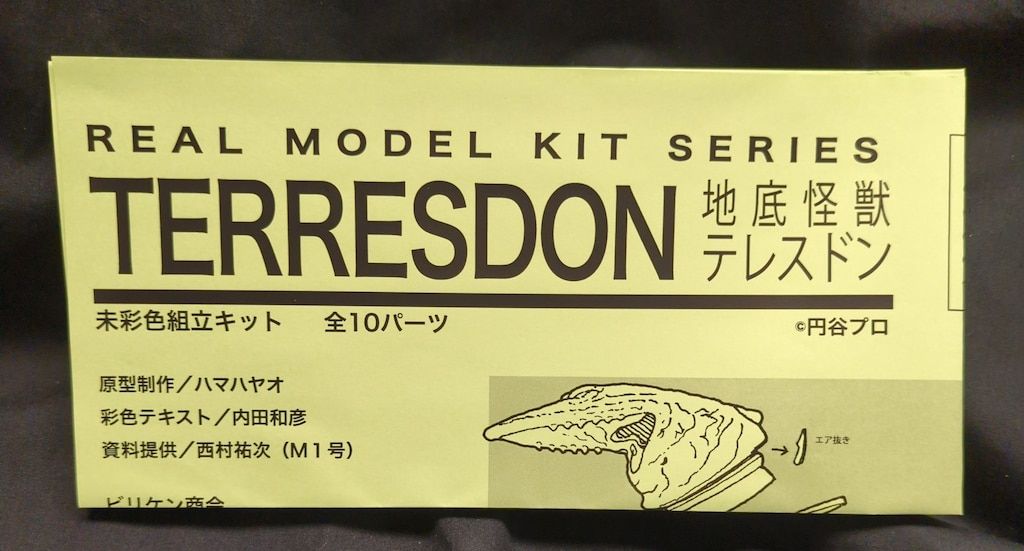 REAL MODEL KIT SERIES
TERRESDON
地底怪獣
テレスドン
未彩色組立キット 全10パーツ
©円谷プロ
原型制作／ハマハヤオ
彩色テキスト／内田和彦
資料提供／西村祐次（M1号）
エア抜き
ビリケン商会